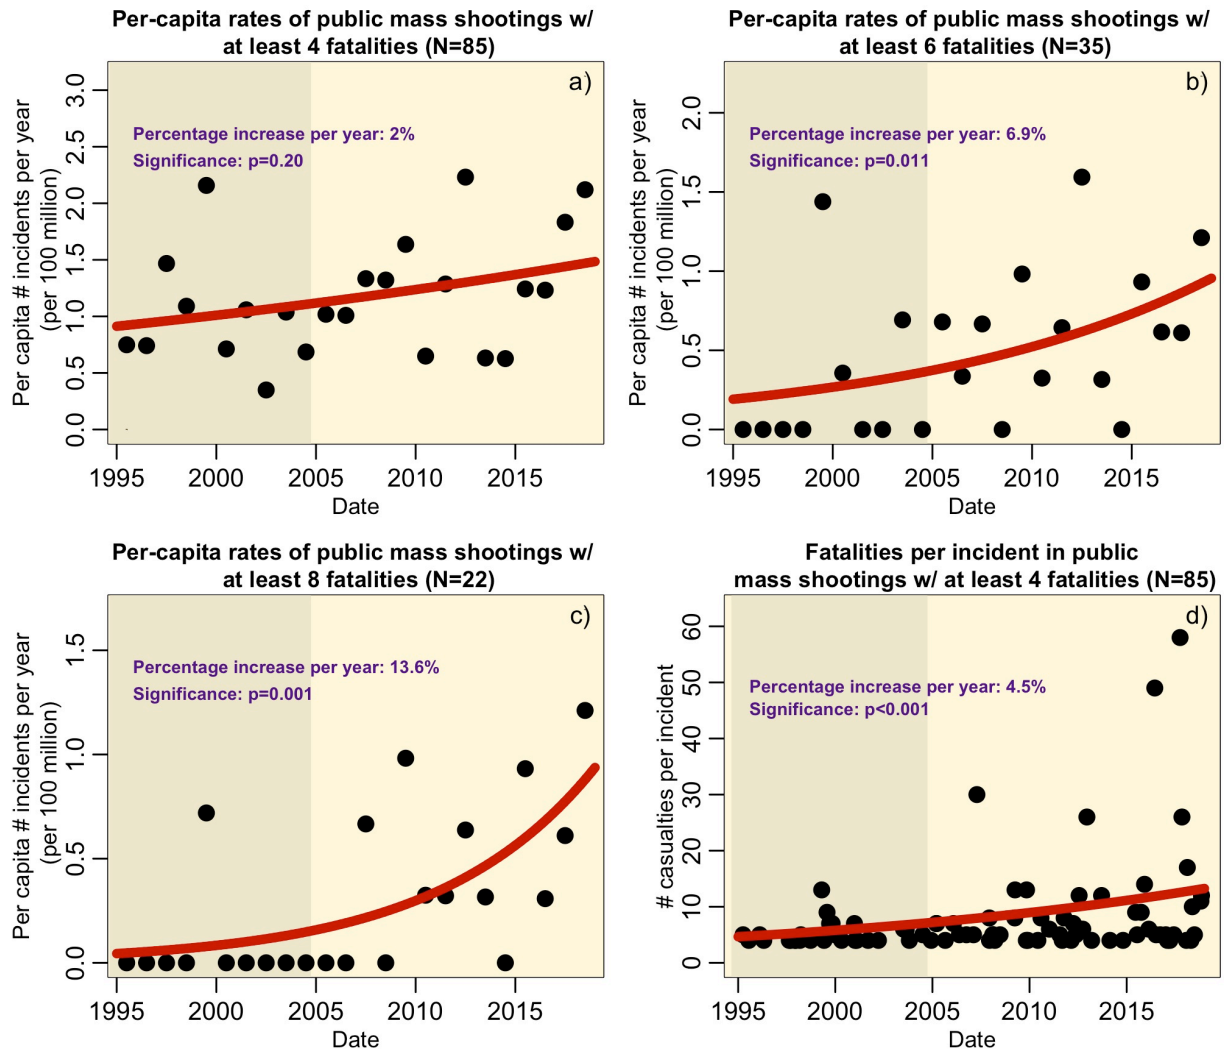 Per-capita rates of public mass shootings w/
at least 4 fatalities (N=85)
a)
Percentage increase per year: 2%
Significance: p=0.20
Per capita # incidents per year
(per 100 million)
3.0
2.5
2.0
1.5
1.0
0.5
0.0
1995 2000 2005 2010 2015
Date
Per-capita rates of public mass shootings w/
at least 6 fatalities (N=35)
b)
Percentage increase per year: 6.9%
Significance: p=0.011
Per capita # incidents per year
(per 100 million)
2.0
1.5
1.0
0.5
0.0
1995 2000 2005 2010 2015
Date
Per-capita rates of public mass shootings w/
at least 8 fatalities (N=22)
c)
Percentage increase per year: 13.6%
Significance: p=0.001
Per capita # incidents per year
(per 100 million)
1.5
1.0
0.5
0.0
1995 2000 2005 2010 2015
Date
Fatalities per incident in public
mass shootings w/ at least 4 fatalities (N=85)
d)
Percentage increase per year: 4.5%
Significance: p<0.001
# casualties per incident
60
50
40
30
20
10
0
1995 2000 2005 2010 2015
Date